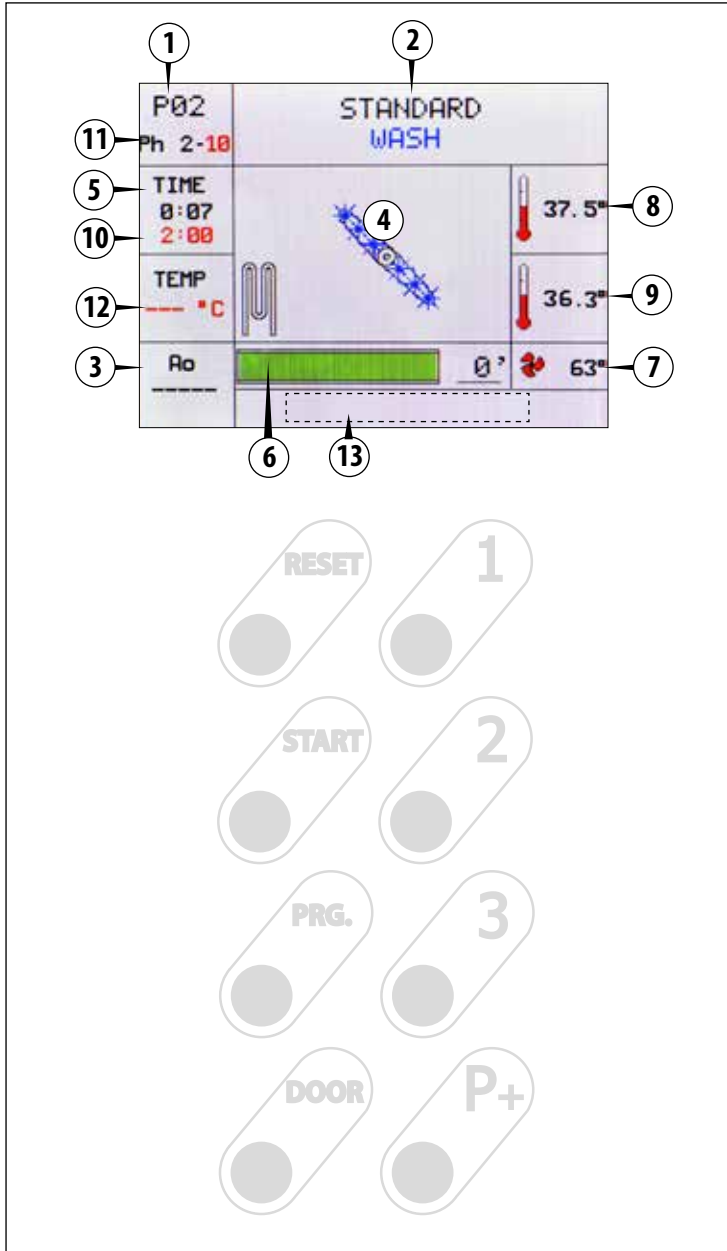 1 2
P02 STANDARD
11 Ph 2-10 WASH
5 TIME
0:07 4 37.5° 8
10 2:00
TEMP
12 --- °C 36.3° 9
3 Ao 0' 63° 7
-----
6 13
RESET 1
START 2
PRG. 3
DOOR P+